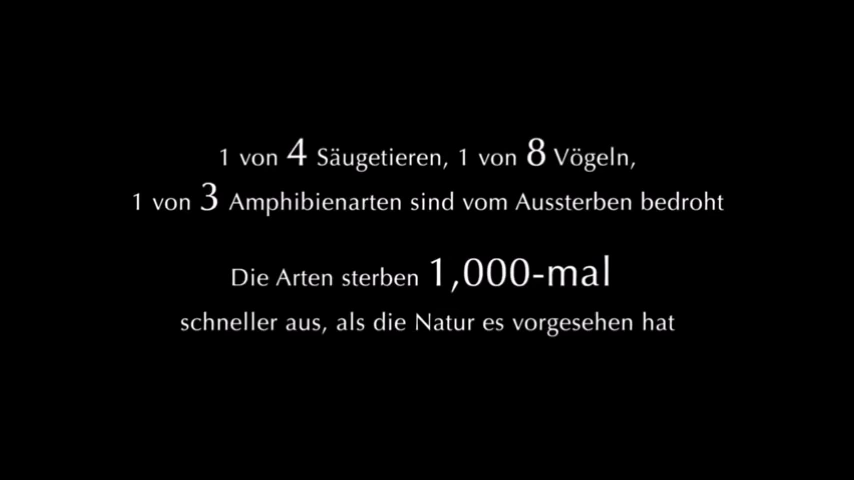 1 von 4 Säugetieren, 1 von 8 Vögeln,
1 von 3 Amphibienarten sind vom Aussterben bedroht
Die Arten sterben 1,000-mal
schneller aus, als die Natur es vorgesehen hat